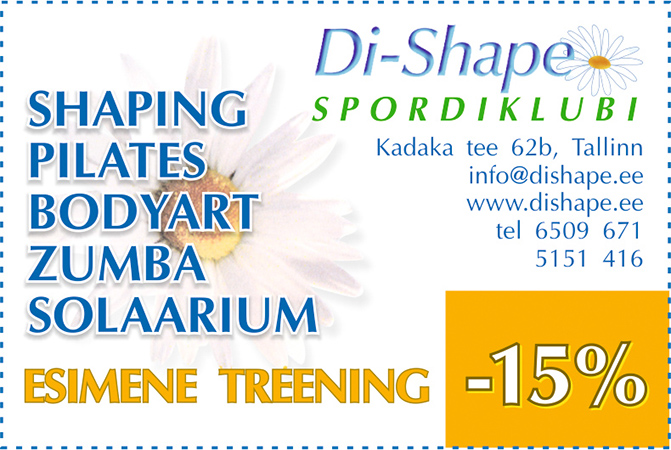 Di-Shape
SPORDIKLUBI
Kadaka tee 62b, Tallinn
info@dishape.ee
www.dishape.ee
tel 6509 671
5151 416
SHAPING
PILATES
BODYART
ZUMBA
SOLAARIUM
ESIMENE TREENING
-15%